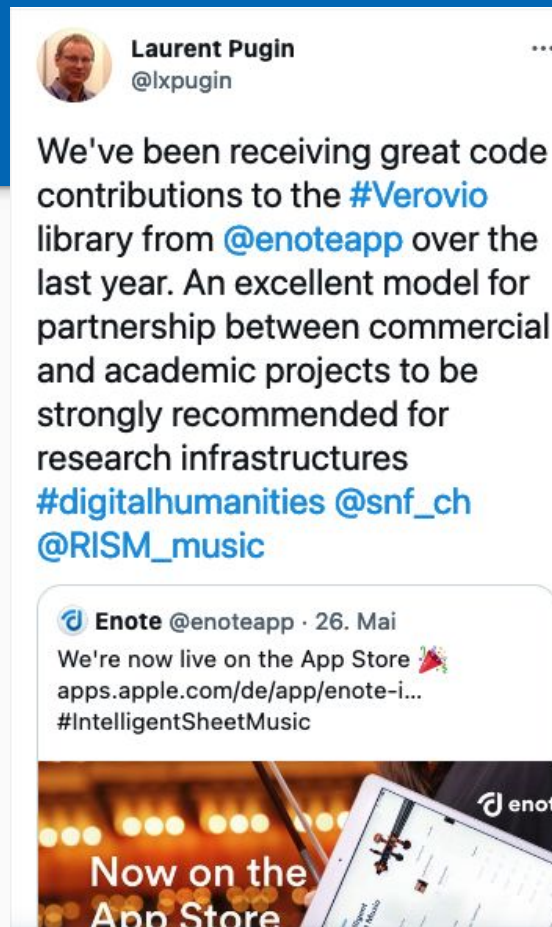 Laurent Pugin
@lxpugin
We've been receiving great code
contributions to the #Verovio
library from @enoteapp over the
last year. An excellent model for
partnership between commercial
and academic projects to be
strongly recommended for
research infrastructures
#digitalhumanities @snf_ch
@RISM_music
Enote @enoteapp · 26. Mai
We're now live on the App Store 🎉
apps.apple.com/de/app/enote-i...
#IntelligentSheetMusic
enot
Now on the
App Store